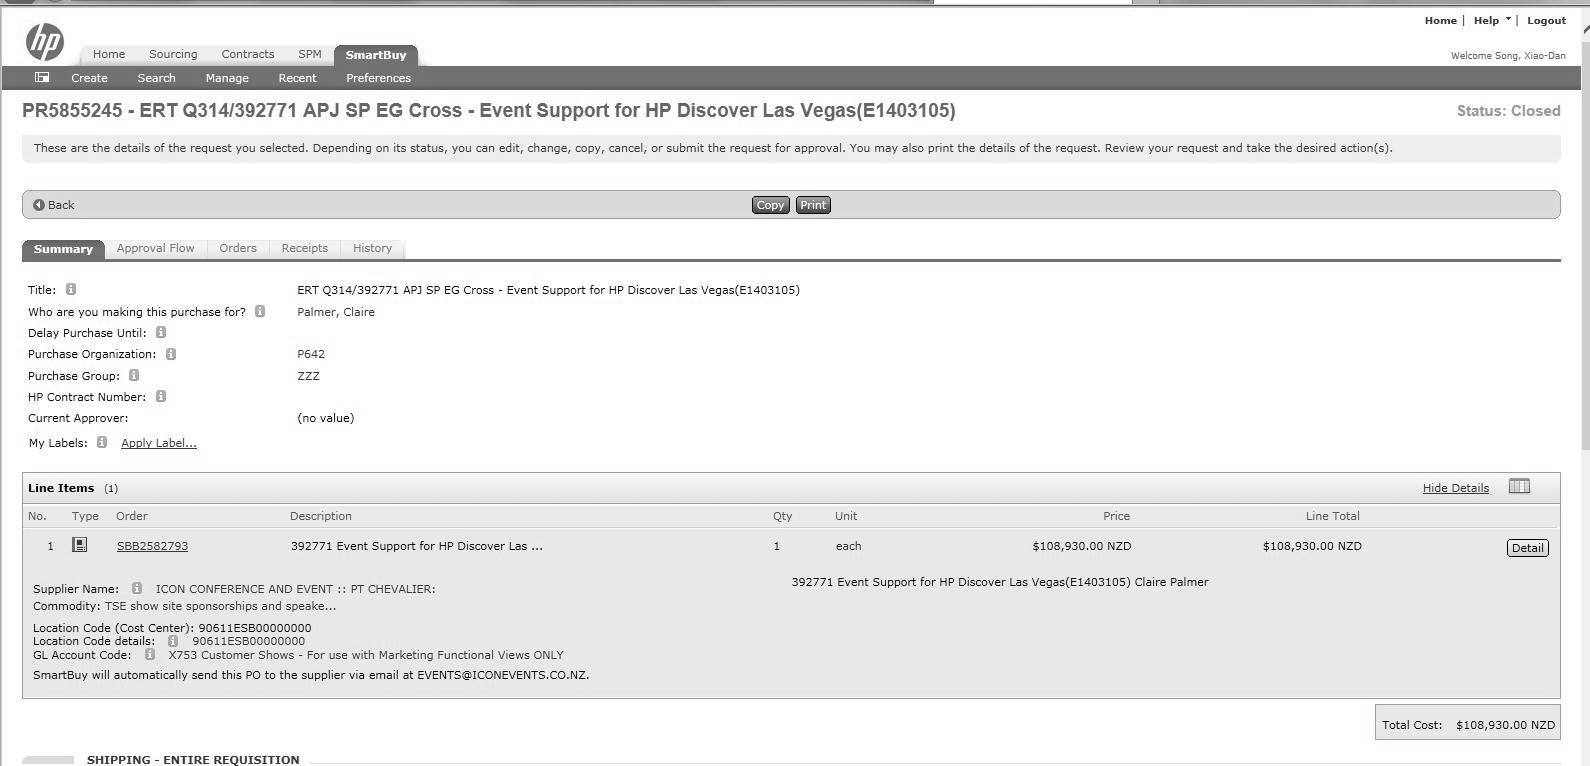 Home | Help | Logout
hp
Home Sourcing Contracts SPM SmartBuy
Welcome Song, Xiao-Dan
Create Search Manage Recent Preferences
PR5855245 - ERT Q314/392771 APJ SP EG Cross - Event Support for HP Discover Las Vegas(E1403105) Status: Closed
These are the details of the request you selected. Depending on its status, you can edit, change, copy, cancel, or submit the request for approval. You may also print the details of the request. Review your request and take the desired action(s).
Back Copy Print
Summary Approval Flow Orders Receipts History
Title: ERT Q314/392771 APJ SP EG Cross - Event Support for HP Discover Las Vegas(E1403105)
Who are you making this purchase for? Palmer, Claire
Delay Purchase Until:
Purchase Organization: P642
Purchase Group: ZZZ
HP Contract Number:
Current Approver: (no value)
My Labels: Apply Label...
Line Items (1) Hide Details
No. Type Order Description Qty Unit Price Line Total
1 SBB2582793 392771 Event Support for HP Discover Las ... 1 each $108,930.00 NZD $108,930.00 NZD Detail
392771 Event Support for HP Discover Las Vegas(E1403105) Claire Palmer
Supplier Name: ICON CONFERENCE AND EVENT :: PT CHEVALIER:
Commodity: TSE show site sponsorships and speake...
Location Code (Cost Center): 90611ESB00000000
Location Code details: 90611ESB00000000
GL Account Code: X753 Customer Shows - For use with Marketing Functional Views ONLY
SmartBuy will automatically send this PO to the supplier via email at EVENTS@ICONEVENTS.CO.NZ.
Total Cost: $108,930.00 NZD
SHIPPING - ENTIRE REQUISITION